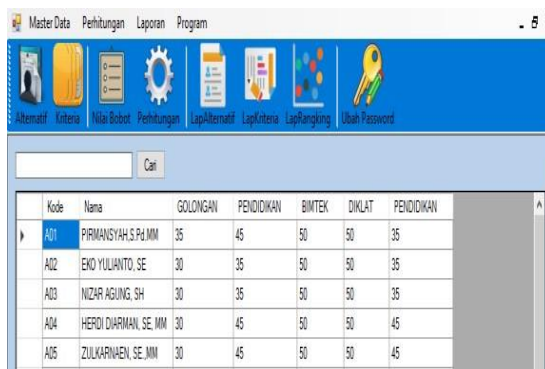 Master Data Perhitungan Laporan Program
Alternatif Kriteria Nilai Bobot Perhitungan LapAlternatif LapKriteria LapRangking Ubah Password
Cari
Kode Nama GOLONGAN PENDIDIKAN BIMTEK DIKLAT PENDIDIKAN
A01 PIRMANSYAH,S.Pd.MM 35 45 50 50 35
A02 EKO YULIANTO, SE 30 35 50 50 35
A03 NIZAR AGUNG, SH 30 35 50 50 35
A04 HERDI DIARMAN, SE, MM 30 45 50 50 45
A05 ZULKARNAEN, SE.,MM 30 45 50 50 45